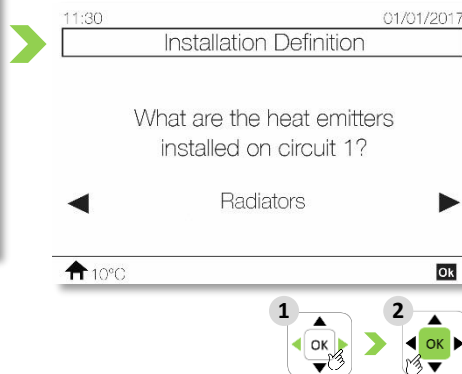 11:30 01/01/2017
Installation Definition
What are the heat emitters
installed on circuit 1?
Radiators
10°C Ok
1 2
OK OK